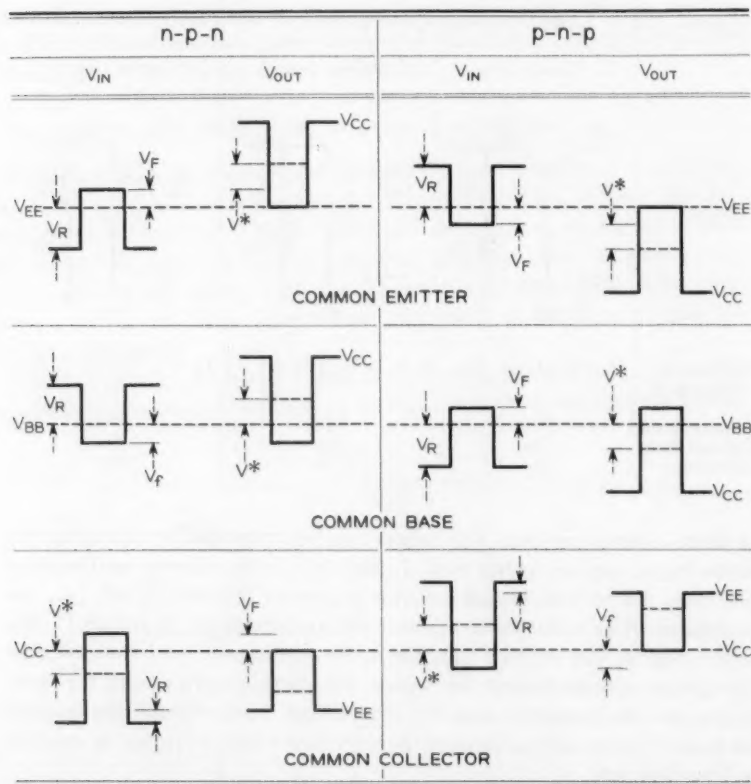 n-p-n p-n-p
VIN VOUT VIN VOUT
VCC
VF
VR V* VEE
VEE V*
VR VF
VCC
COMMON EMITTER
VCC VF V*
VR
VBB VBB
VR
Vf V*
VCC
COMMON BASE
V* VF VEE
VR Vf
VCC VCC
VR V*
VEE
COMMON COLLECTOR